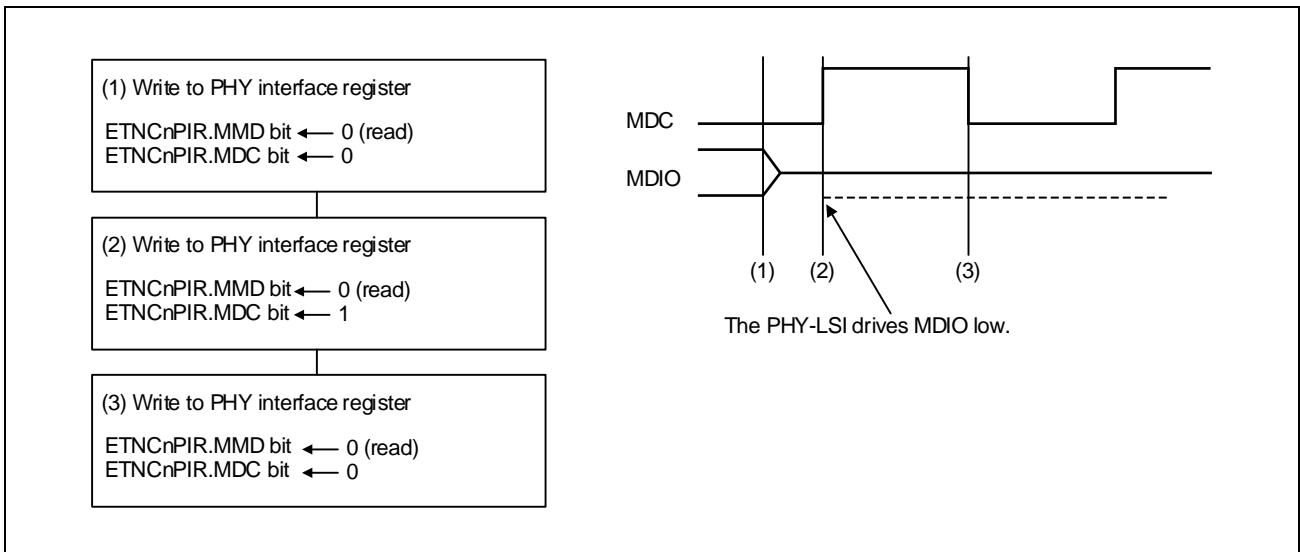 (1) Write to PHY interface register
ETNCnPIR.MMD bit ← 0 (read)
ETNCnPIR.MDC bit ← 0
(2) Write to PHY interface register
ETNCnPIR.MMD bit ← 0 (read)
ETNCnPIR.MDC bit ← 1
(3) Write to PHY interface register
ETNCnPIR.MMD bit ← 0 (read)
ETNCnPIR.MDC bit ← 0
MDC
MDIO
(1) (2) (3)
The PHY-LSI drives MDIO low.